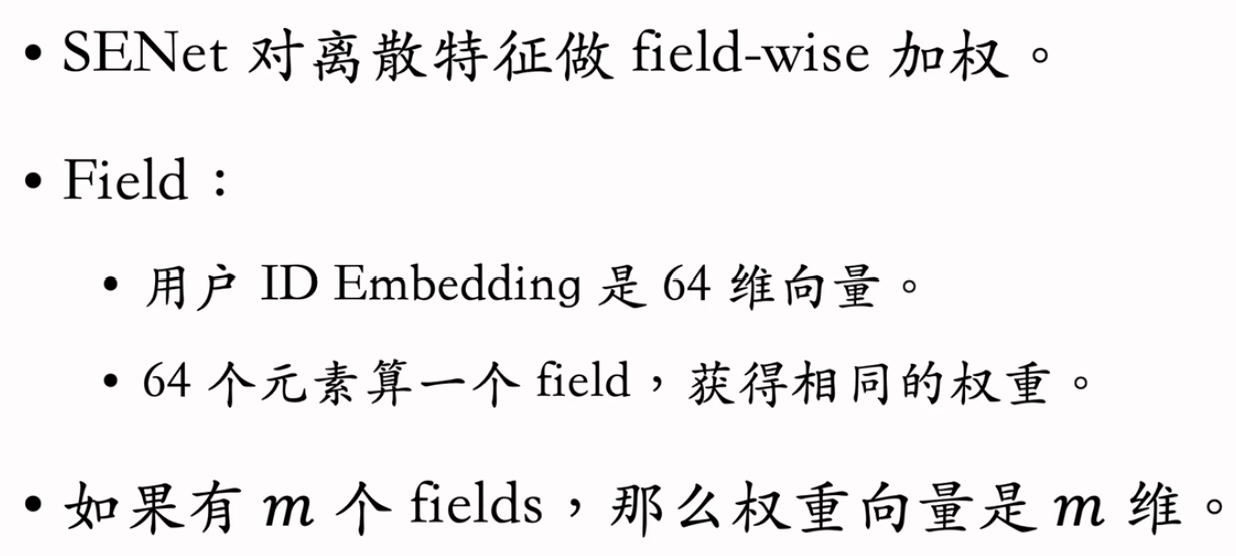 • SENet 对离散特征做 field-wise 加权。
• Field：
• 用户 ID Embedding 是 64 维向量。
• 64 个元素算一个 field，获得相同的权重。
• 如果有 m 个 fields，那么权重向量是 m 维。